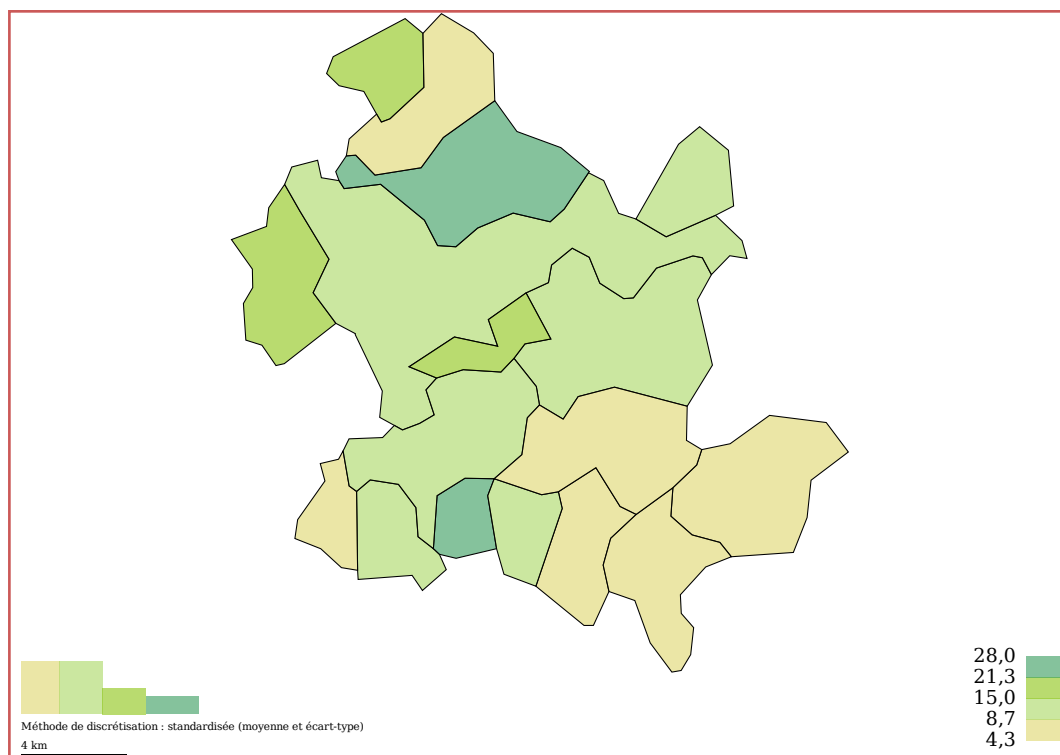 28,0
21,3
15,0
8,7
4,3
Méthode de discrétisation : standardisée (moyenne et écart-type)
4 km